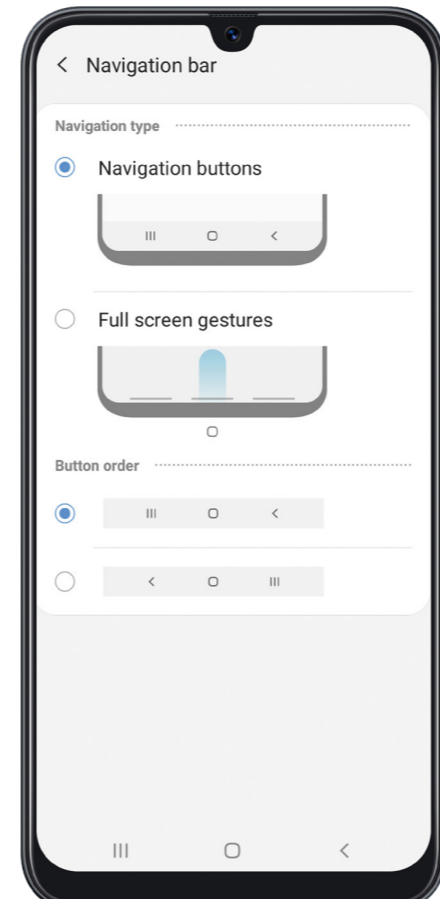 Navigation bar
Navigation type
Navigation buttons
Full screen gestures
Button order